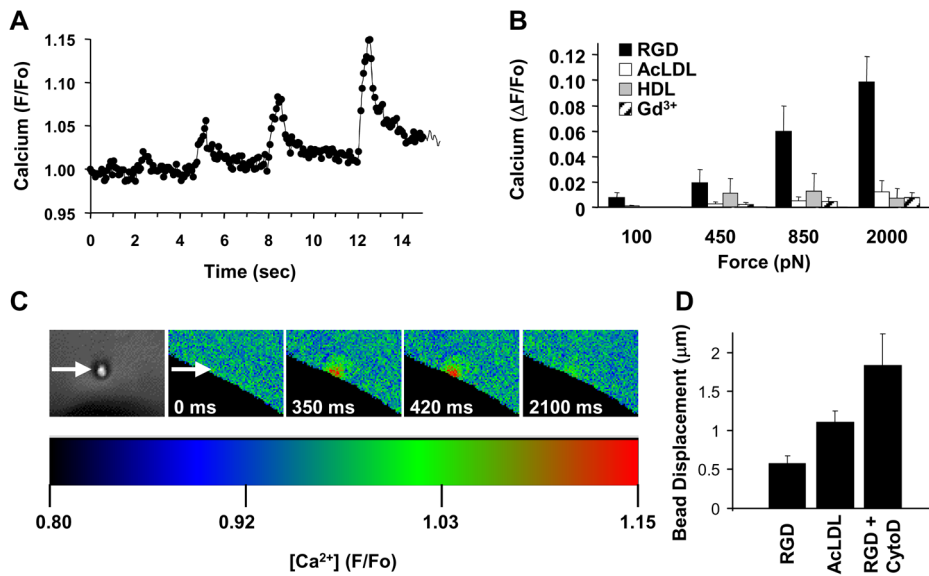 A
Calcium (F/Fo)
1.15
1.10
1.05
1.00
0.95
0 2 4 6 8 10 12 14
Time (sec)
B
Calcium (ΔF/Fo)
0.12
0.10
0.08
0.06
0.04
0.02
0
RGD
AcLDL
HDL
Gd³⁺
100 450 850 2000
Force (pN)
C
0 ms 350 ms 420 ms 2100 ms
0.80 0.92 1.03 1.15
[Ca²⁺] (F/Fo)
D
Bead Displacement (μm)
2
1.5
1
0.5
0
RGD
AcLDL
RGD +
CytoD